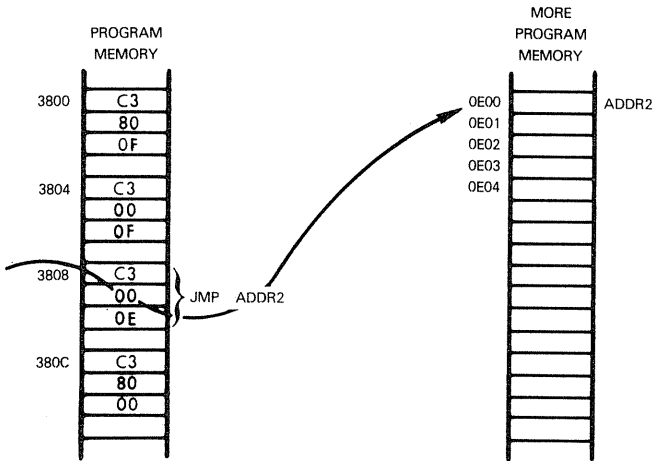 PROGRAM
MEMORY
3800 C3
80
0F
3804 C3
00
0F
3808 C3
00
0E
JMP ADDR2
380C C3
80
00
MORE
PROGRAM
MEMORY
0E00 ADDR2
0E01
0E02
0E03
0E04